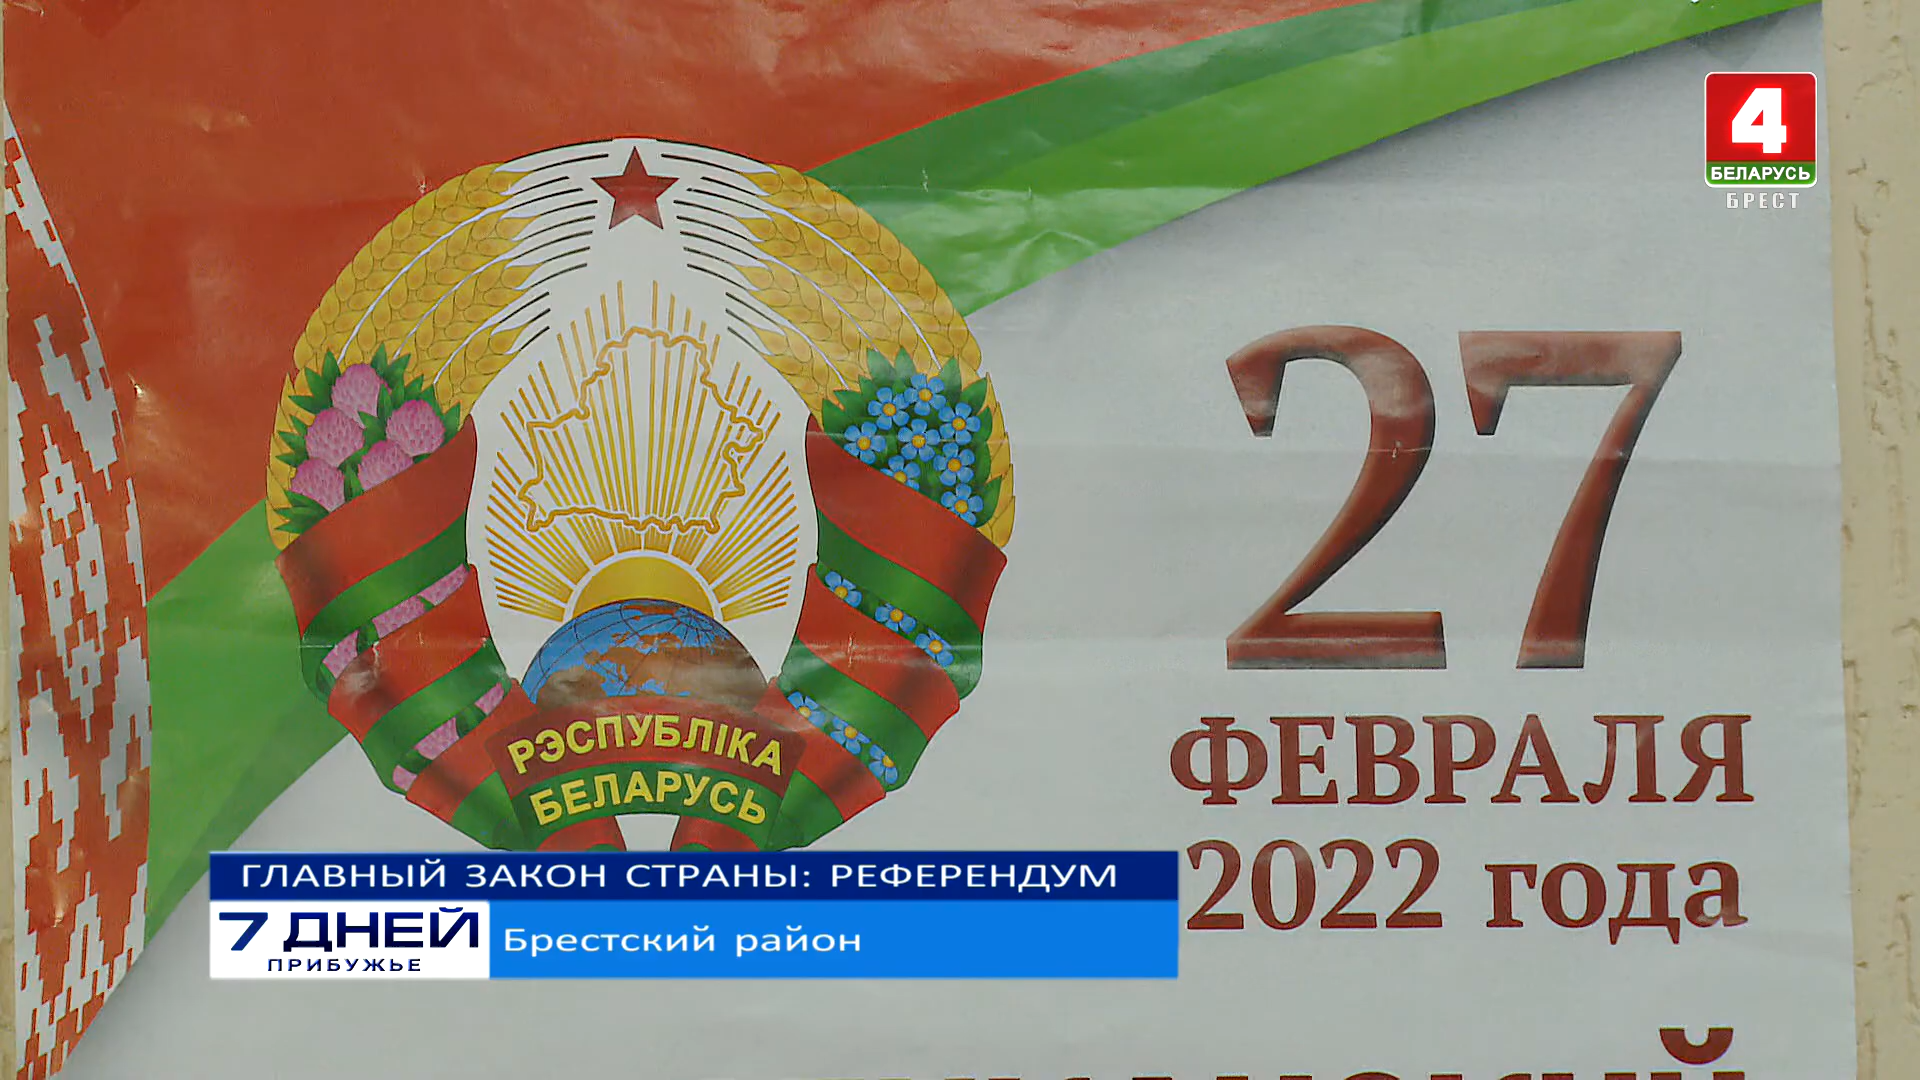 4
БЕЛАРУСЬ
БРЕСТ
27
ФЕВРАЛЯ
2022 года
РЭСПУБЛІКА
БЕЛАРУСЬ
ГЛАВНЫЙ ЗАКОН СТРАНЫ: РЕФЕРЕНДУМ
7 ДНЕЙ
ПРИБУЖЬЕ
Брестский район